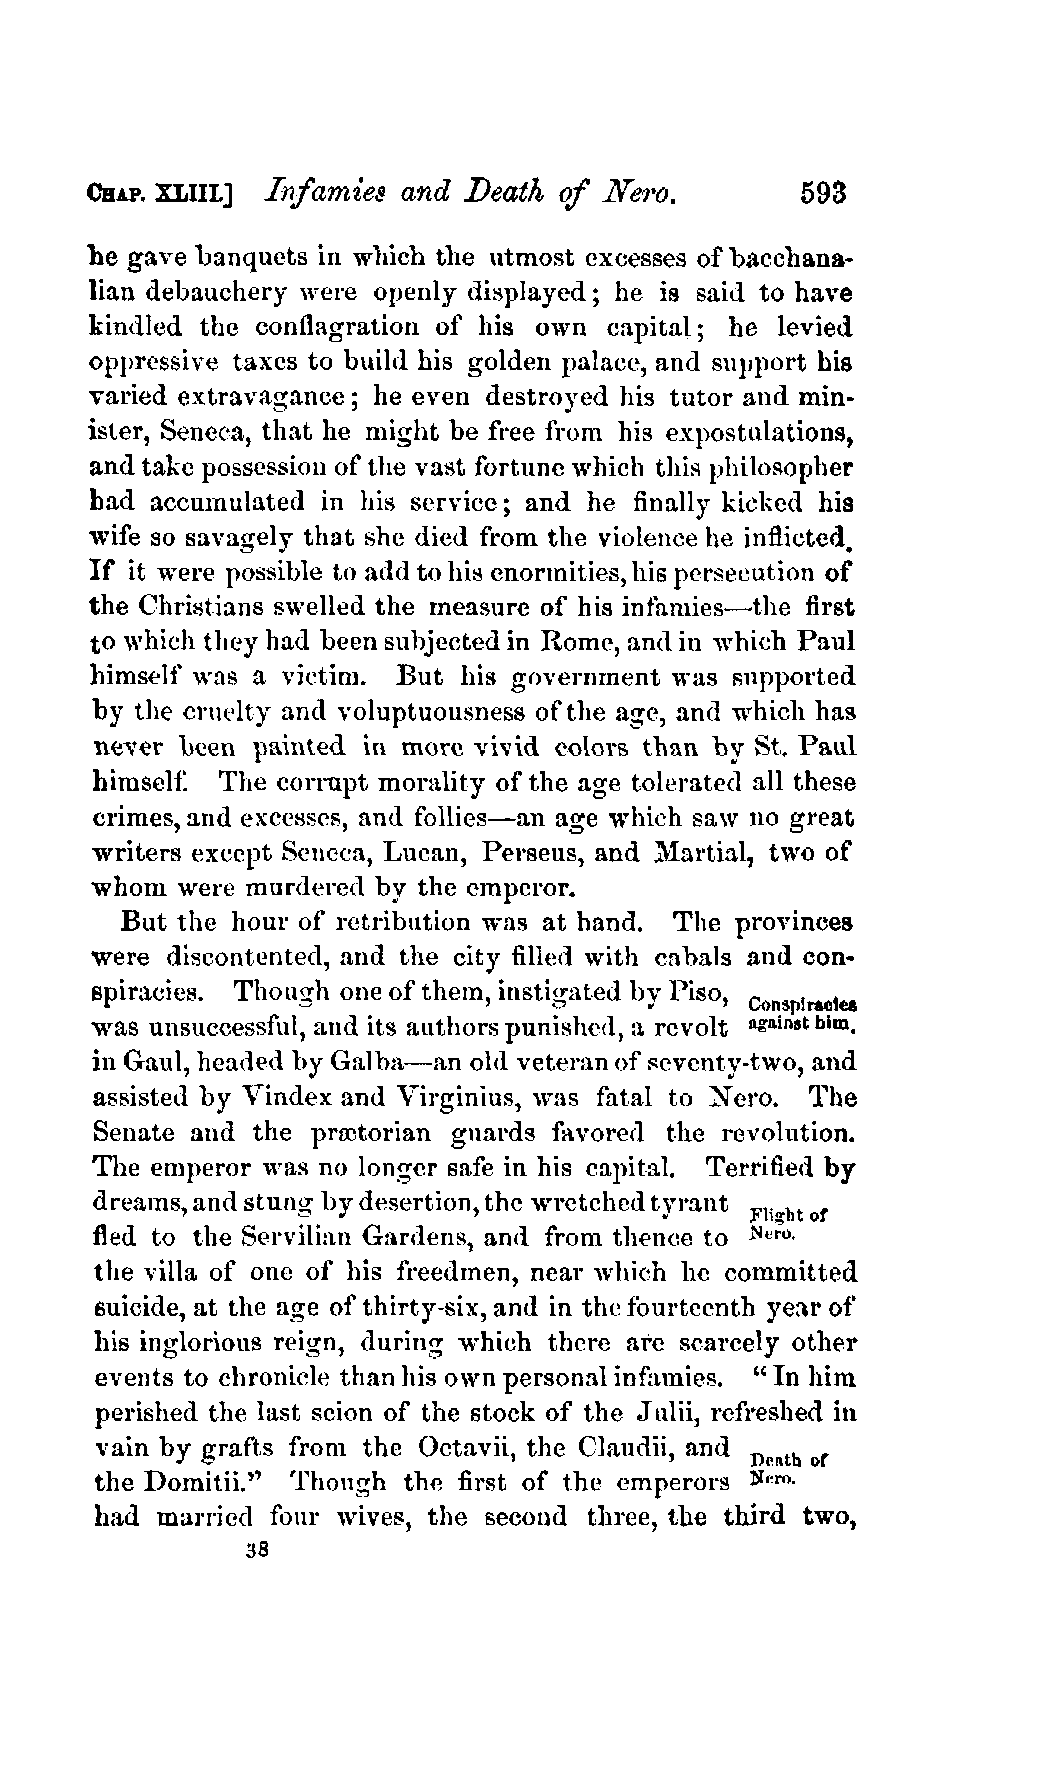 CHAP. XLIII.] Infamies and Death of Nero. 593
he gave banquets in which the utmost excesses of bacchana-
lian debauchery were openly displayed; he is said to have
kindled the conflagration of his own capital; he levied
oppressive taxes to build his golden palace, and support his
varied extravagance; he even destroyed his tutor and min-
ister, Seneca, that he might be free from his expostulations,
and take possession of the vast fortune which this philosopher
had accumulated in his service; and he finally kicked his
wife so savagely that she died from the violence he inflicted.
If it were possible to add to his enormities, his persecution of
the Christians swelled the measure of his infamies—the first
to which they had been subjected in Rome, and in which Paul
himself was a victim. But his government was supported
by the cruelty and voluptuousness of the age, and which has
never been painted in more vivid colors than by St. Paul
himself. The corrupt morality of the age tolerated all these
crimes, and excesses, and follies—an age which saw no great
writers except Seneca, Lucan, Perseus, and Martial, two of
whom were murdered by the emperor.
But the hour of retribution was at hand. The provinces
were discontented, and the city filled with cabals and con-
spiracies. Though one of them, instigated by Piso,
Conspiracies
was unsuccessful, and its authors punished, a revolt
against him.
in Gaul, headed by Galba—an old veteran of seventy-two, and
assisted by Vindex and Virginius, was fatal to Nero. The
Senate and the prætorian guards favored the revolution.
The emperor was no longer safe in his capital. Terrified by
dreams, and stung by desertion, the wretched tyrant
Flight of
fled to the Servilian Gardens, and from thence to
Nero.
the villa of one of his freedmen, near which he committed
suicide, at the age of thirty-six, and in the fourteenth year of
his inglorious reign, during which there are scarcely other
events to chronicle than his own personal infamies. "In him
perished the last scion of the stock of the Julii, refreshed in
vain by grafts from the Octavii, the Claudii, and
Death of
the Domitii." Though the first of the emperors
Nero.
had married four wives, the second three, the third two,
38